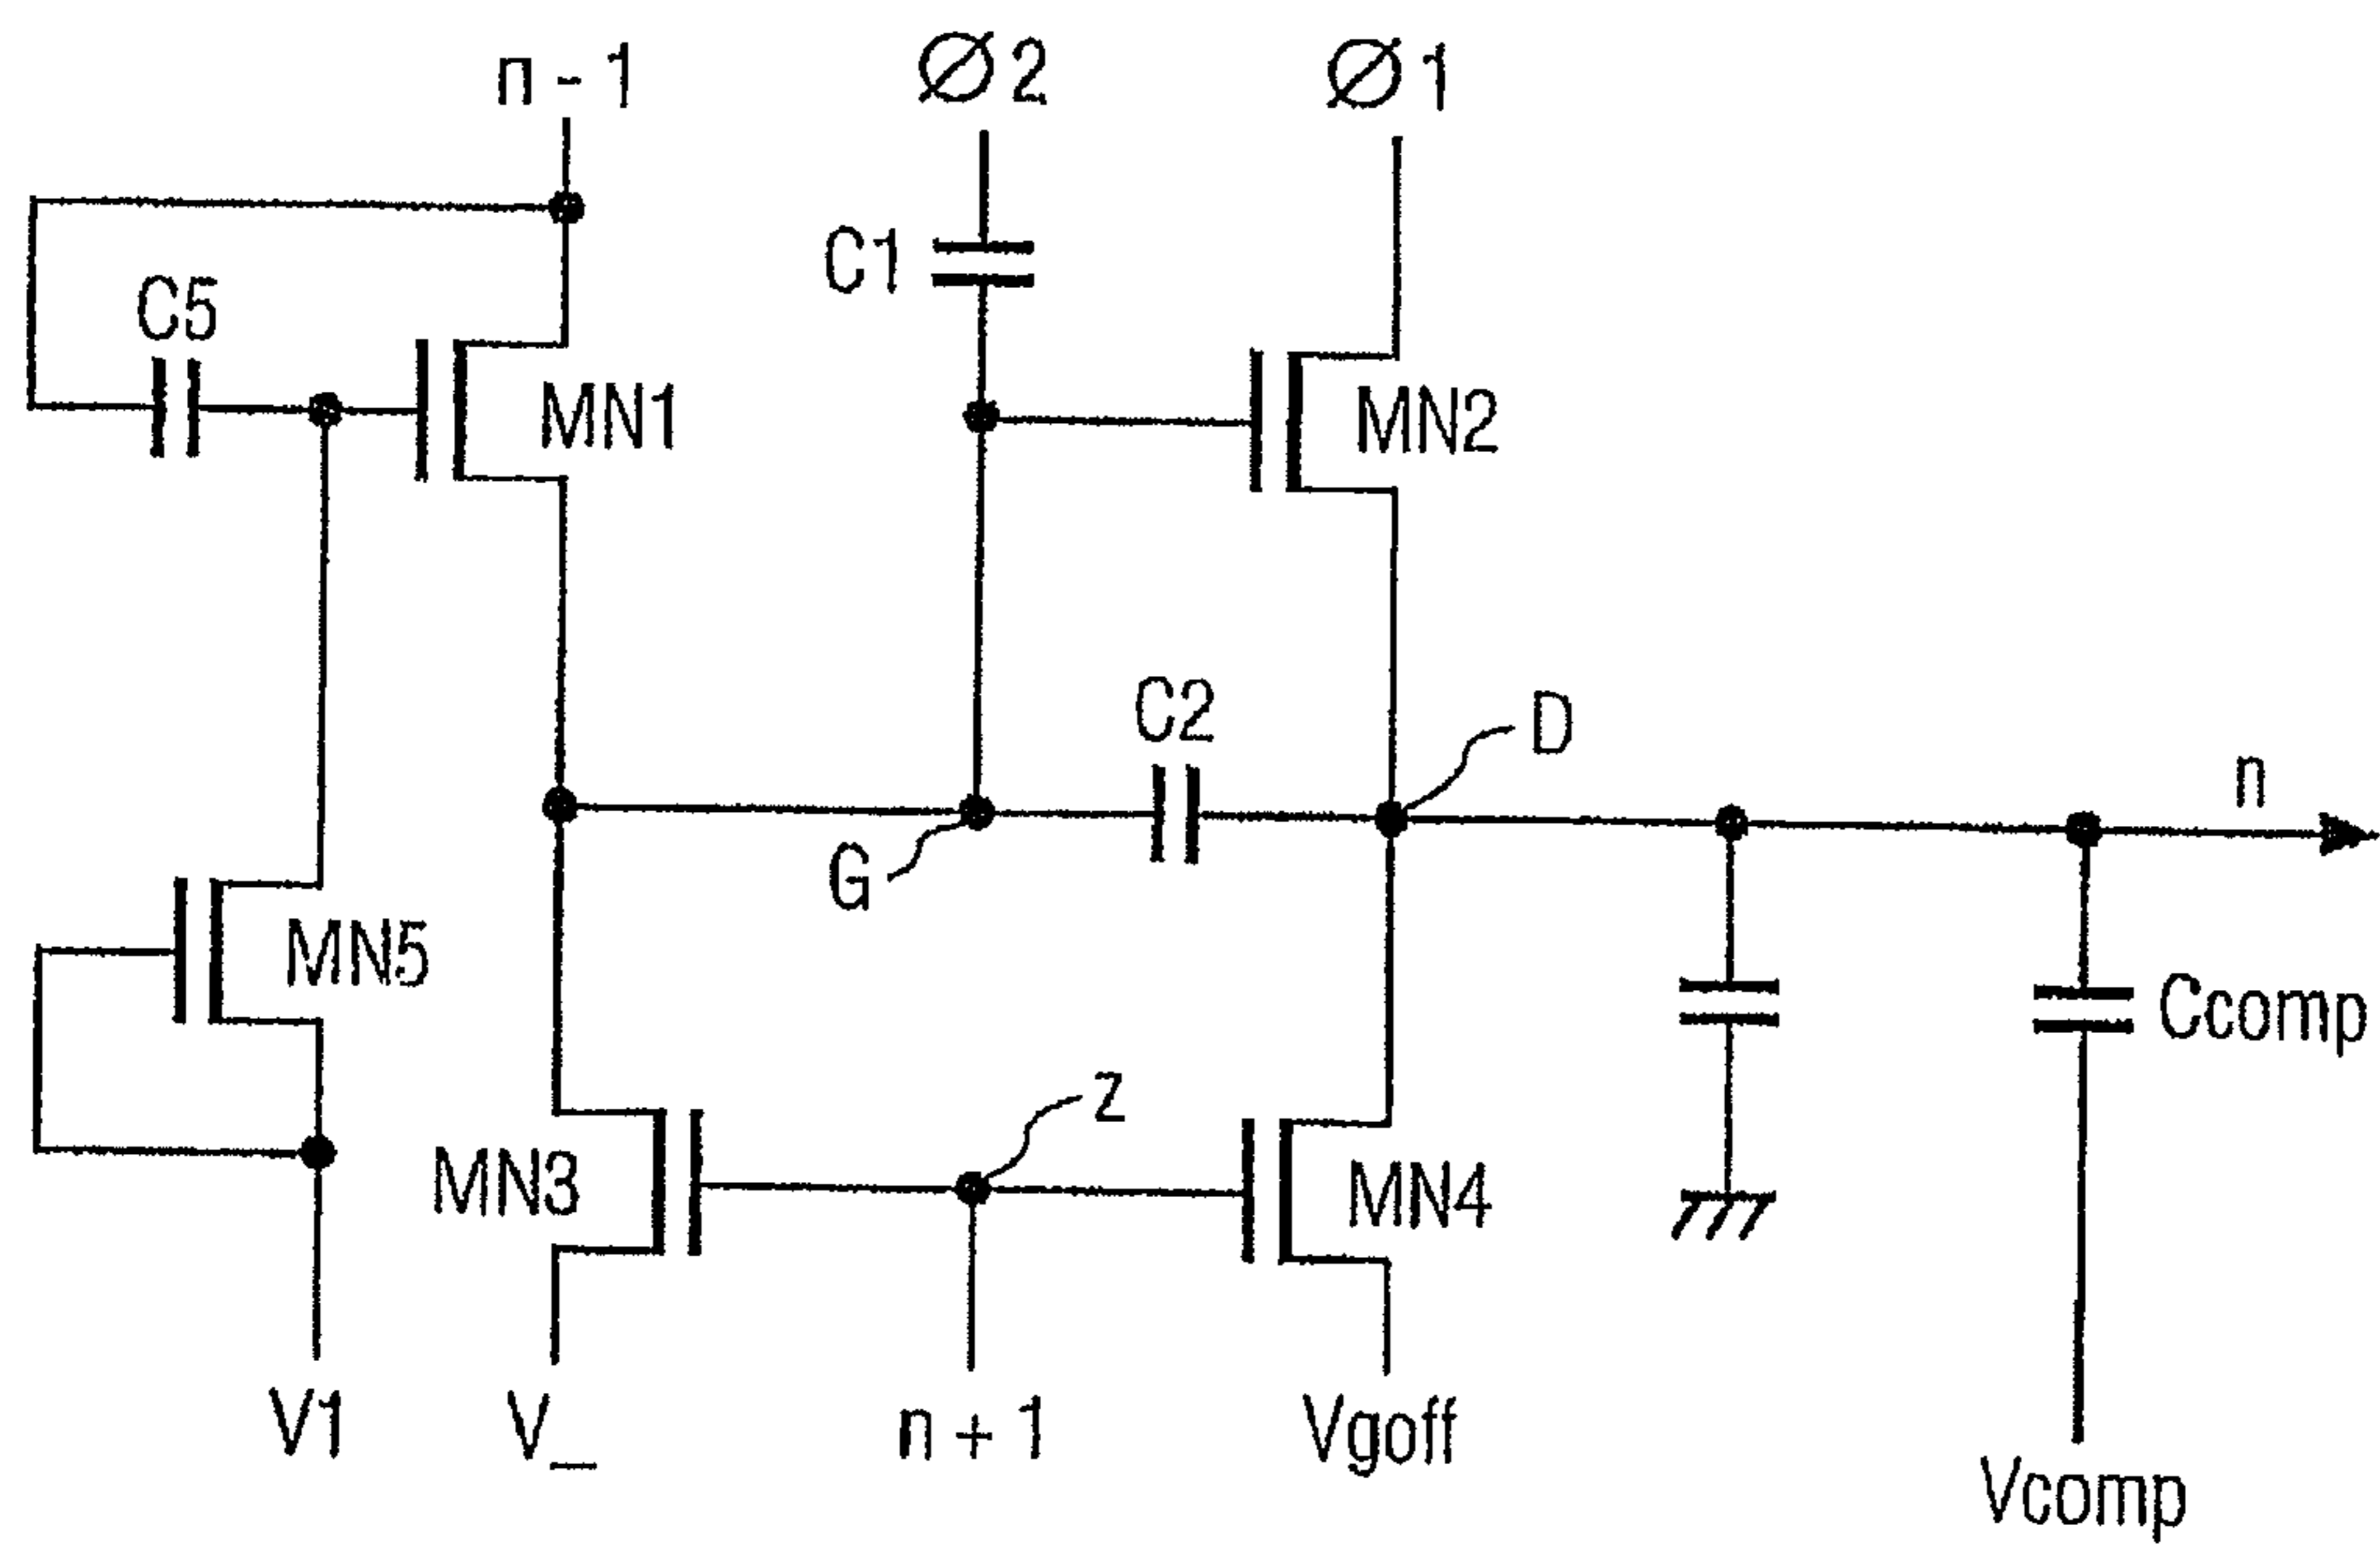 n - 1
Ø2
Ø1
C1
C5
MN1
MN2
C2
D
n
G
MN5
Ccomp
z
MN3
MN4
V1
V_
n + 1
Vgoff
Vcomp